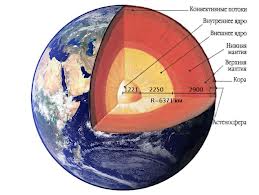 Конвективные потоки
Внутреннее ядро
Внешнее ядро
Нижняя
мантия
Верхняя
мантия
Кора
1221 2250 2900
R=6371 км
Астеносфера